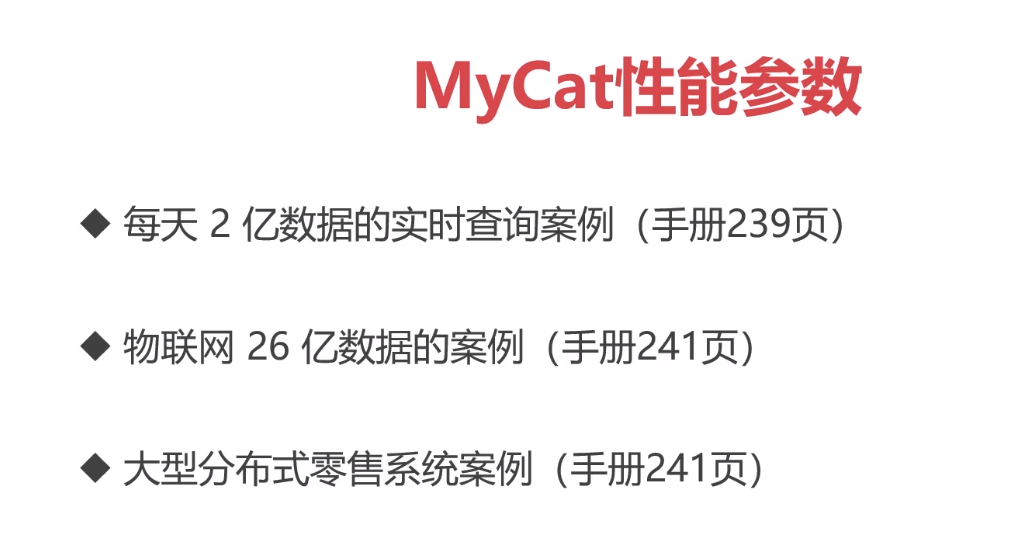 MyCat性能参数
◆ 每天 2 亿数据的实时查询案例（手册239页）
◆ 物联网 26 亿数据的案例（手册241页）
◆ 大型分布式零售系统案例（手册241页）